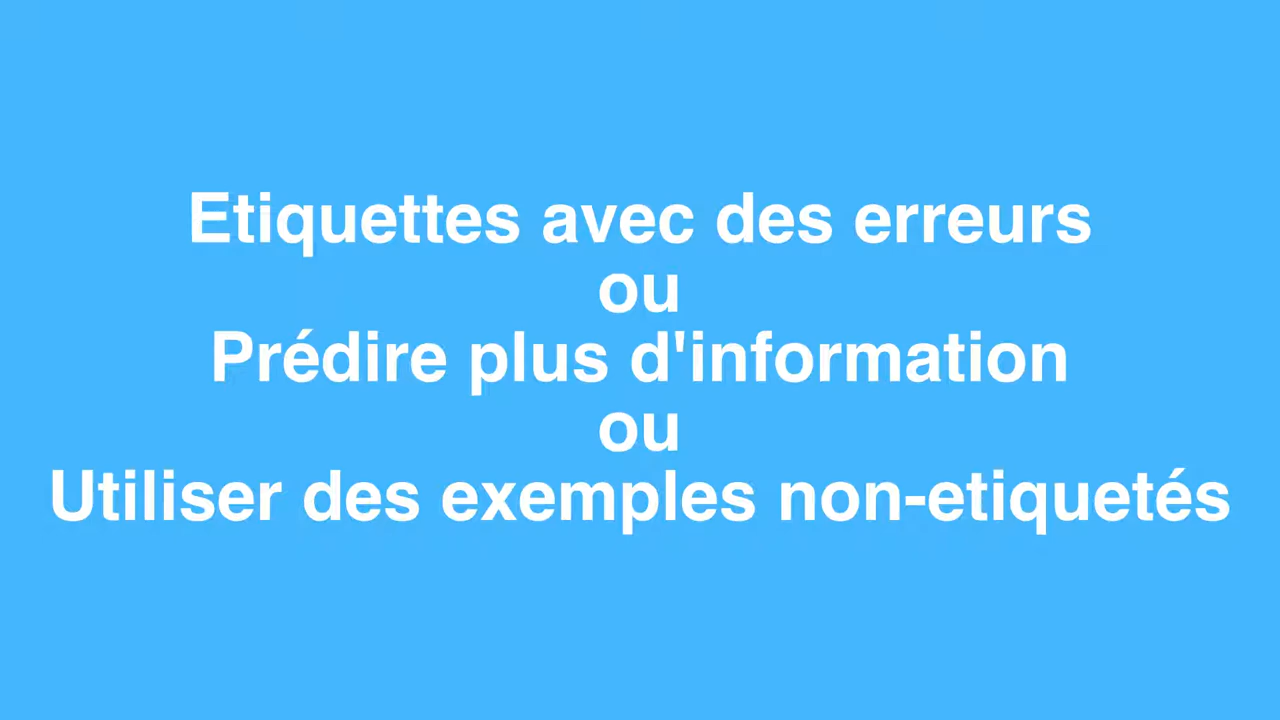 Etiquettes avec des erreurs
ou
Prédire plus d'information
ou
Utiliser des exemples non-etiquetés